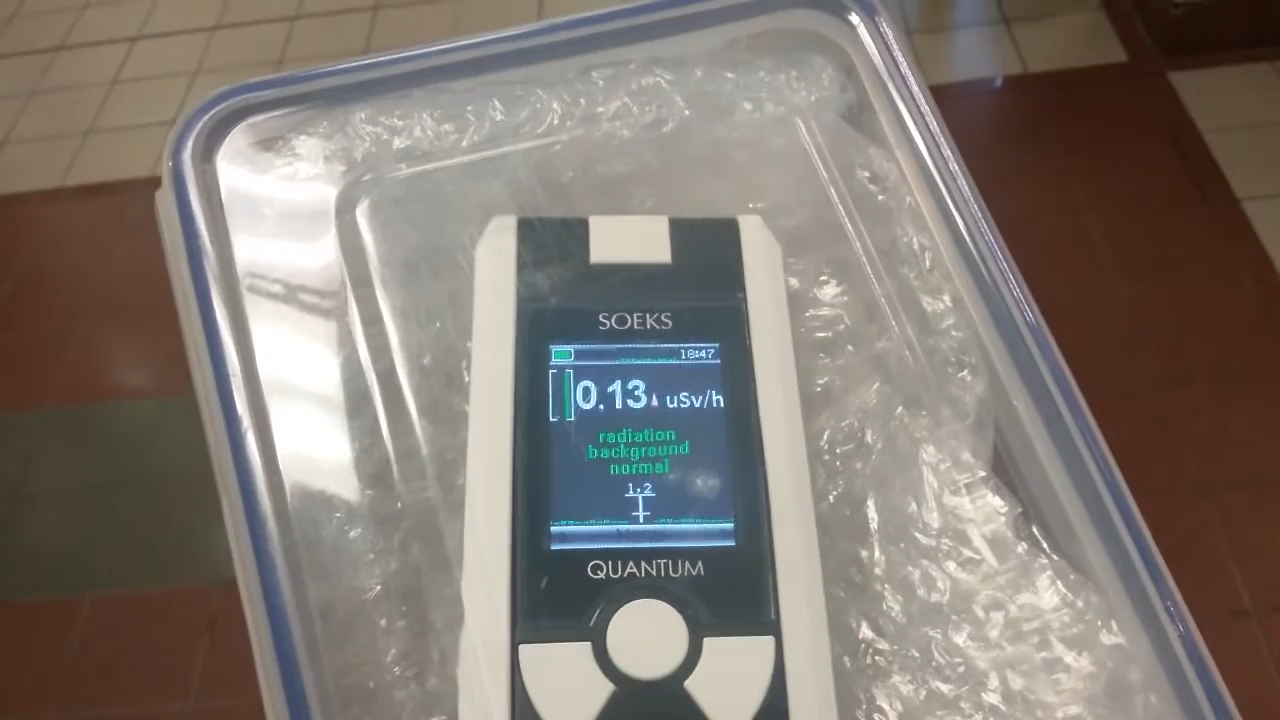 SOEKS
18:47
0.13 uSv/h
radiation
background
normal
1,2
QUANTUM